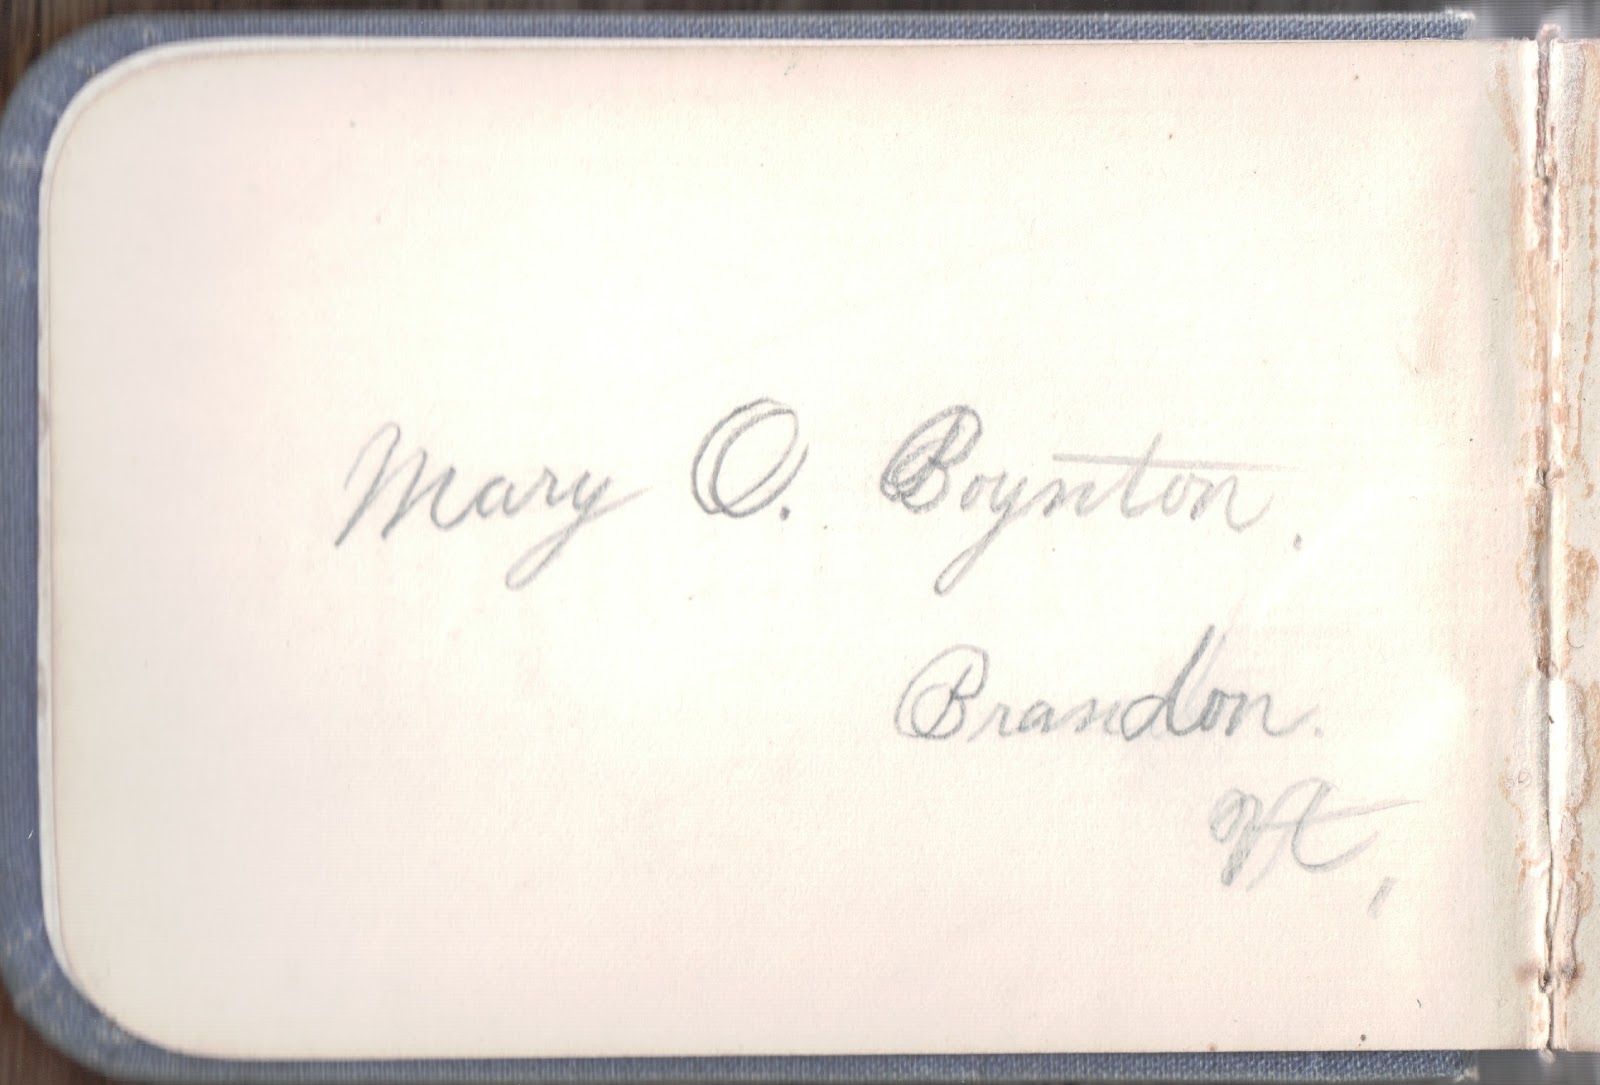 Mary O. Boynton.
Brandon.
Vt.